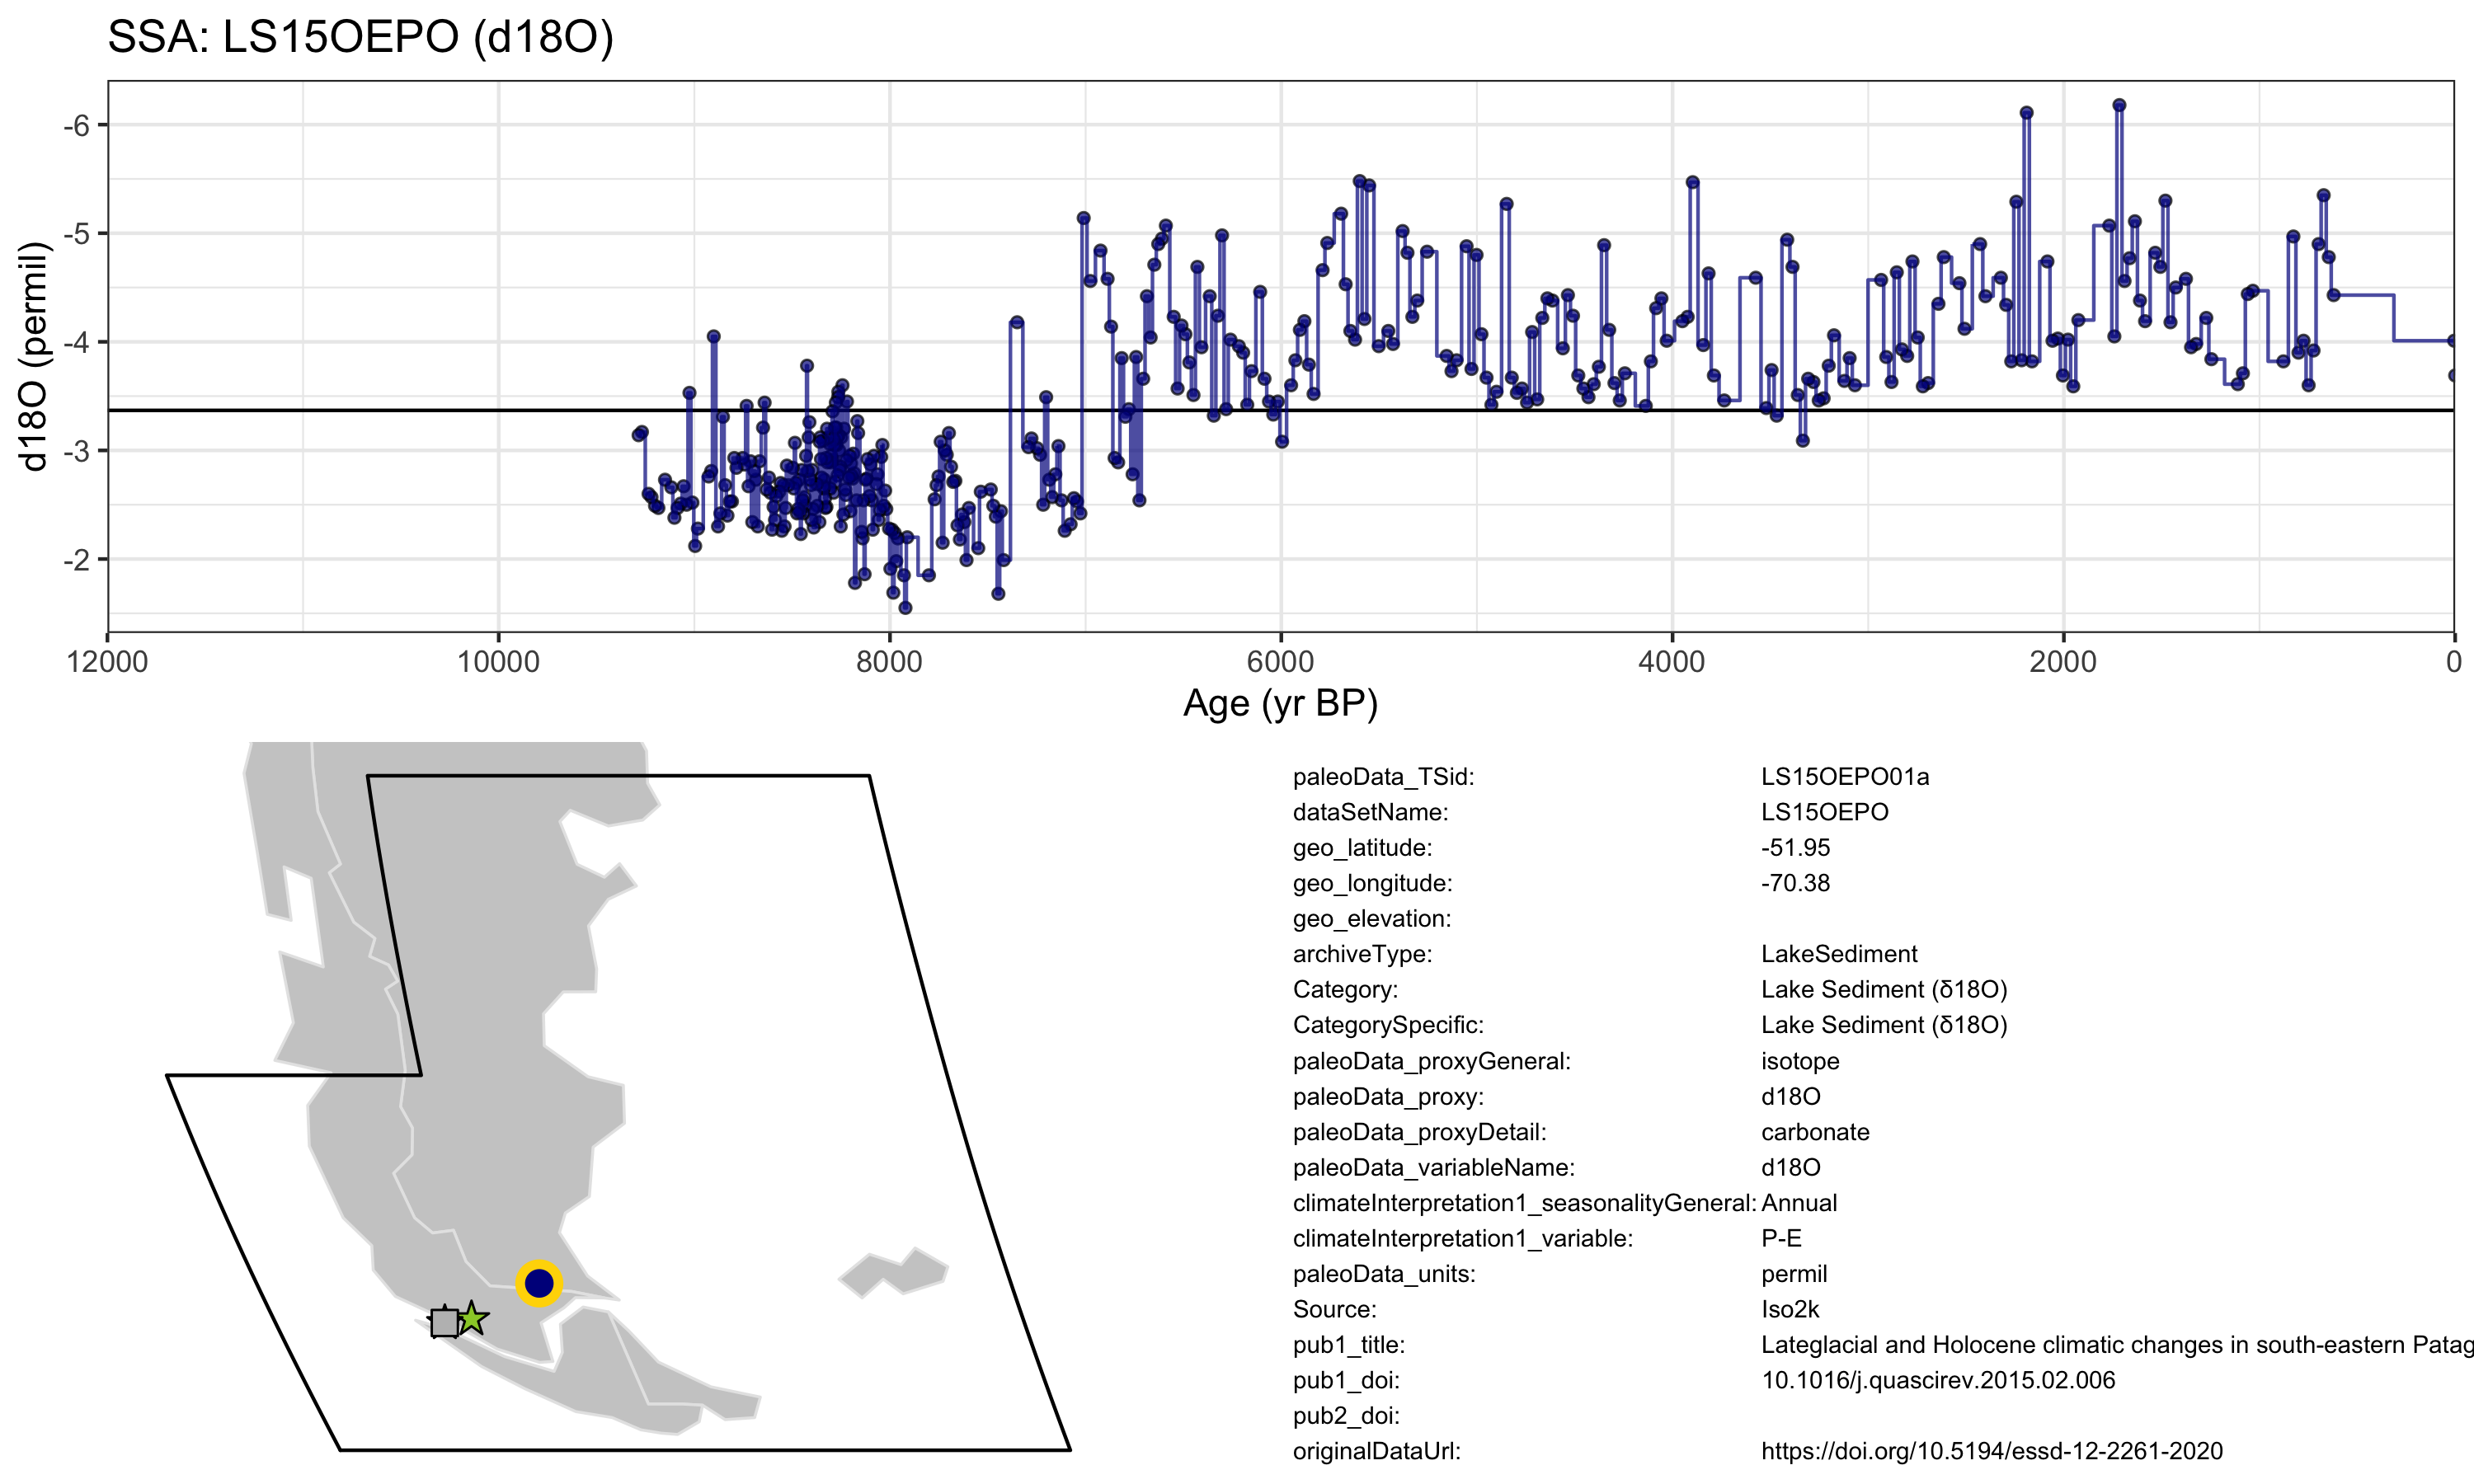 SSA: LS15OEPO (d18O)
d18O (permil)
-6
-5
-4
-3
-2
12000 10000 8000 6000 4000 2000 0
Age (yr BP)
paleoData_TSid: LS15OEPO01a
dataSetName: LS15OEPO
geo_latitude: -51.95
geo_longitude: -70.38
geo_elevation:
archiveType: LakeSediment
Category: Lake Sediment (δ18O)
CategorySpecific: Lake Sediment (δ18O)
paleoData_proxyGeneral: isotope
paleoData_proxy: d18O
paleoData_proxyDetail: carbonate
paleoData_variableName: d18O
climateInterpretation1_seasonalityGeneral: Annual
climateInterpretation1_variable: P-E
paleoData_units: permil
Source: Iso2k
pub1_title: Lateglacial and Holocene climatic changes in south-eastern Patag
pub1_doi: 10.1016/j.quascirev.2015.02.006
pub2_doi:
originalDataUrl: https://doi.org/10.5194/essd-12-2261-2020